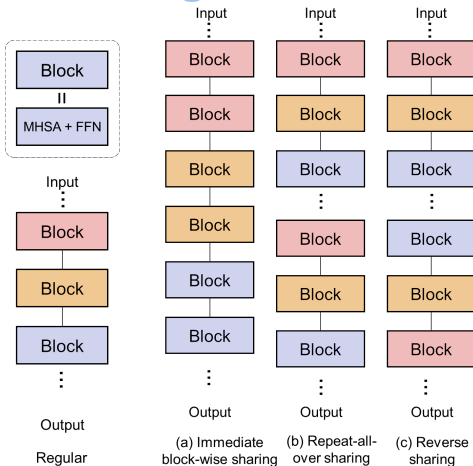 Block
=
MHSA + FFN
Input
Block
Block
Block
Output
Regular
Input
Block
Block
Block
Block
Block
Block
Output
(a) Immediate
block-wise sharing
Input
Block
Block
Block
Block
Block
Block
Output
(b) Repeat-all-
over sharing
Input
Block
Block
Block
Block
Block
Block
Output
(c) Reverse
sharing